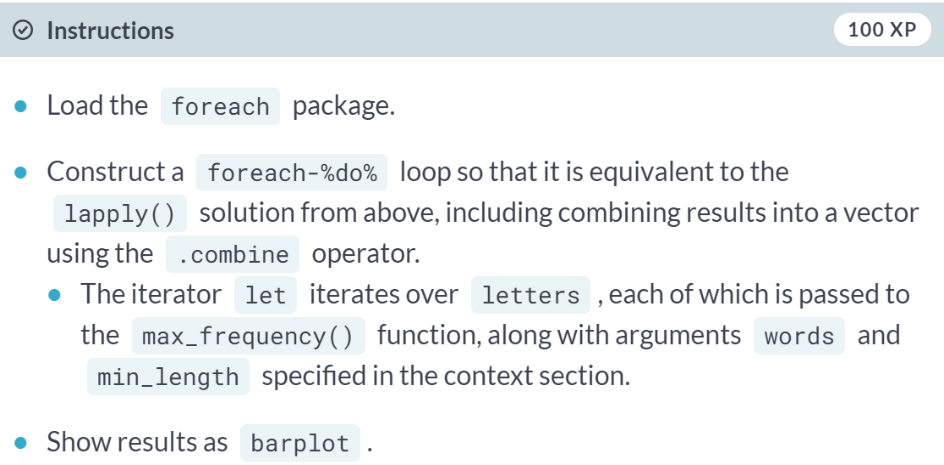 Instructions
100 XP
Load the foreach package.
Construct a foreach-%do% loop so that it is equivalent to the
lapply() solution from above, including combining results into a vector
using the .combine operator.
The iterator let iterates over letters , each of which is passed to
the max_frequency() function, along with arguments words and
min_length specified in the context section.
Show results as barplot .